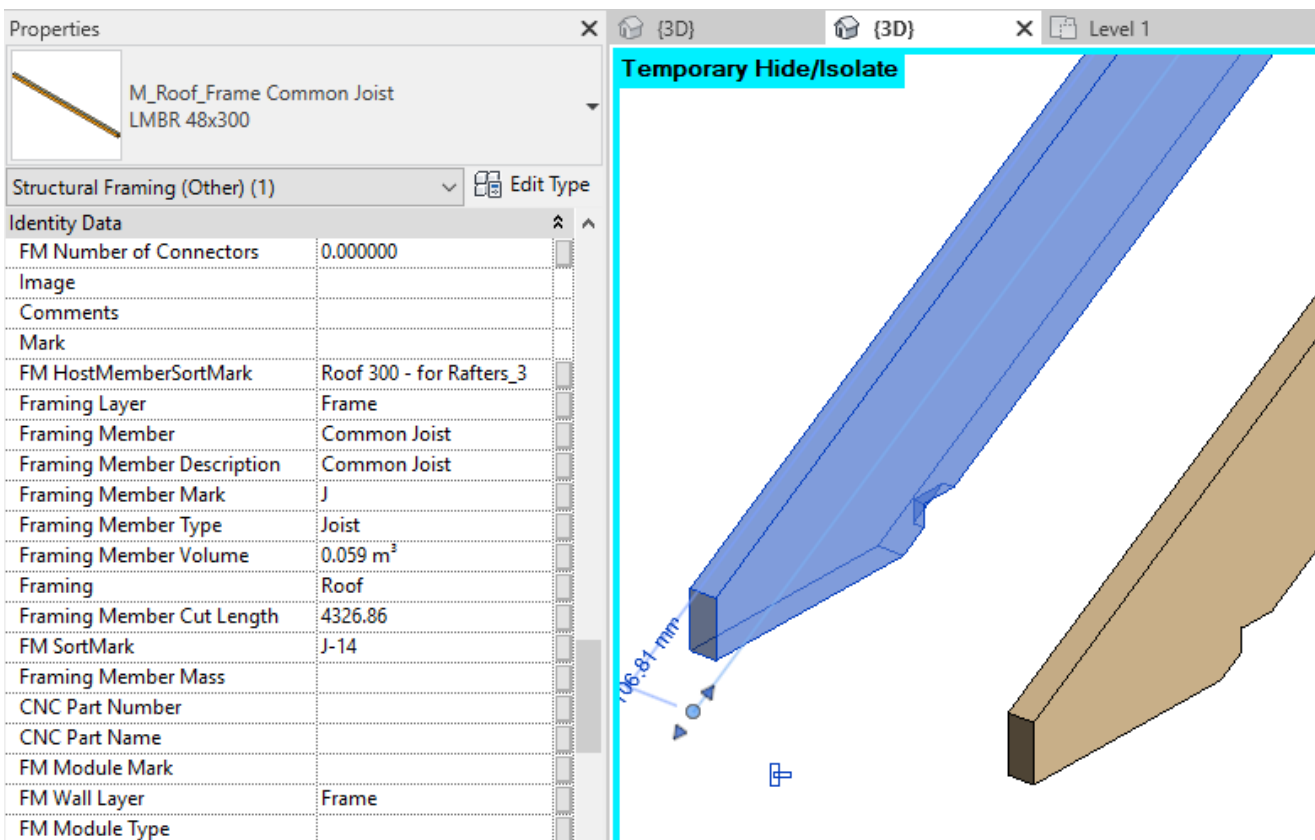 Properties
M_Roof_Frame Common Joist
LMBR 48x300
Structural Framing (Other) (1)
Edit Type
Identity Data
FM Number of Connectors 0.000000
Image
Comments
Mark
FM HostMemberSortMark Roof 300 - for Rafters_3
Framing Layer Frame
Framing Member Common Joist
Framing Member Description Common Joist
Framing Member Mark J
Framing Member Type Joist
Framing Member Volume 0.059 m³
Framing Roof
Framing Member Cut Length 4326.86
FM SortMark J-14
Framing Member Mass
CNC Part Number
CNC Part Name
FM Module Mark
FM Wall Layer Frame
FM Module Type
{3D} {3D} Level 1
Temporary Hide/Isolate
mm